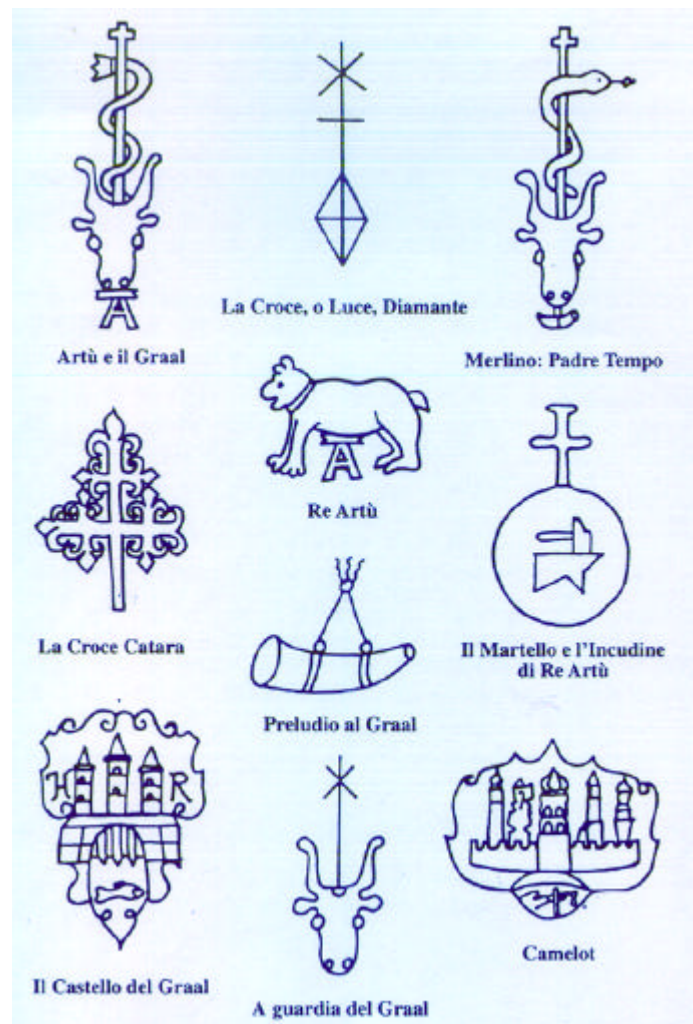 A
Artù e il Graal
La Croce, o Luce, Diamante
Merlino: Padre Tempo
A
Re Artù
La Croce Catara
Il Martello e l'Incudine
di Re Artù
Preludio al Graal
H R
Il Castello del Graal
A guardia del Graal
Camelot